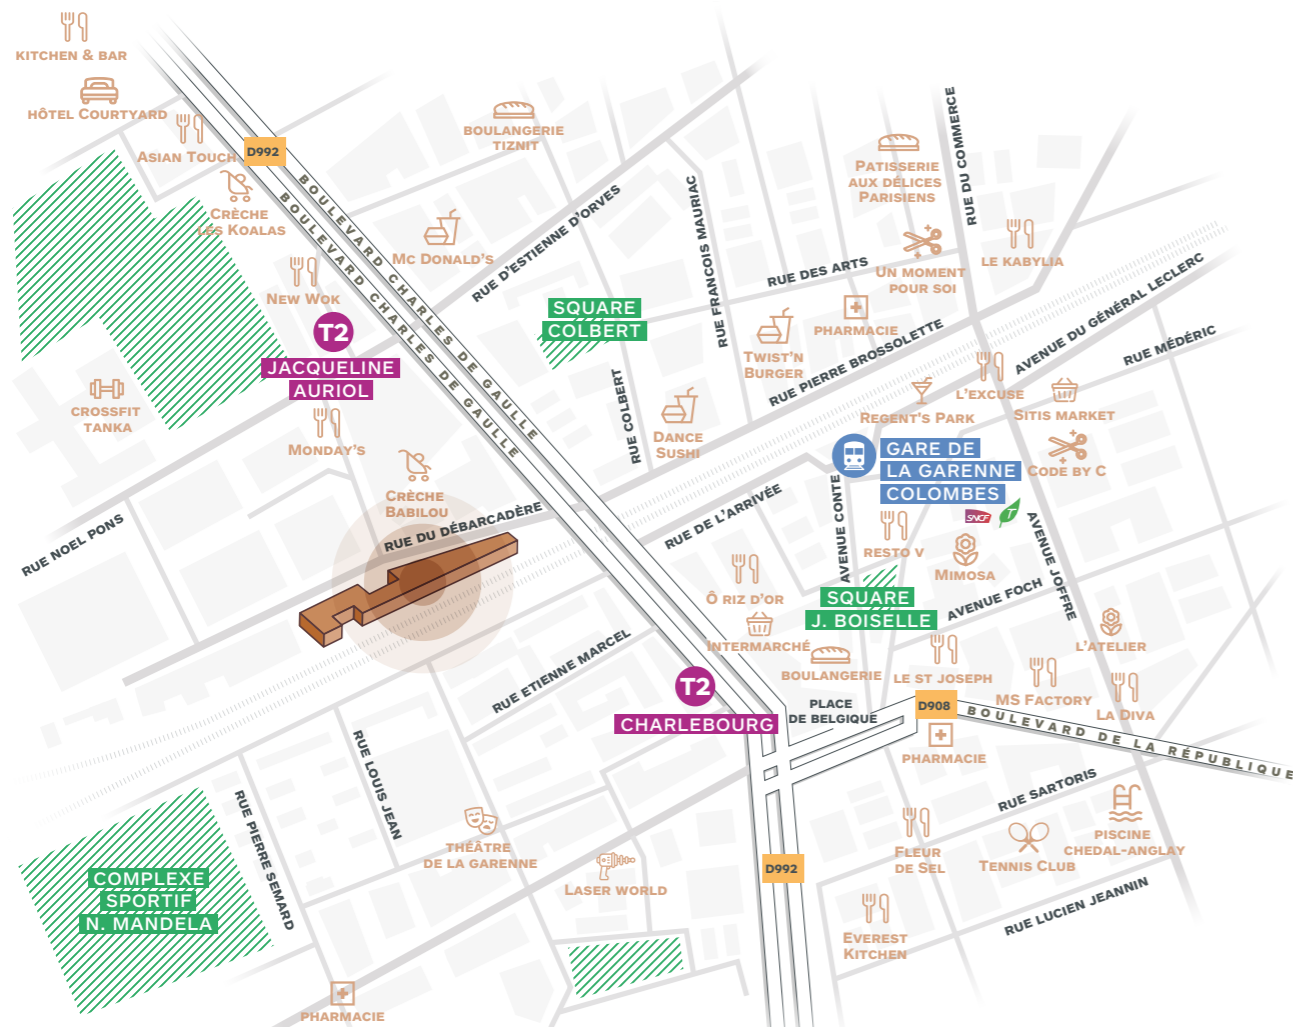 KITCHEN & BAR
HÔTEL COURTYARD
ASIAN TOUCH
D992
CRÈCHE
LES KOALAS
BOULEVARD CHARLES DE GAULLE
BOULEVARD CHARLES DE GAULLE
BOULANGERIE
TIZNIT
MC DONALD'S
RUE D'ESTIENNE D'ORVES
NEW WOK
T2
JACQUELINE
AURIOL
SQUARE
COLBERT
RUE FRANCOIS MAURIAC
PATISSERIE
AUX DÉLICES
PARISIENS
RUE DU COMMERCE
RUE DES ARTS
UN MOMENT
POUR SOI
LE KABYLIA
PHARMACIE
TWIST'N
BURGER
RUE PIERRE BROSSOLETTE
AVENUE DU GÉNÉRAL LECLERC
RUE MÉDÉRIC
L'EXCUSE
REGENT'S PARK
SITIS MARKET
CROSSFIT
TANKA
MONDAY'S
RUE COLBERT
DANCE
SUSHI
GARE DE
LA GARENNE
COLOMBES
SNCF
T
CODE BY C
CRÈCHE
BABILOU
RUE DU DÉBARCADÈRE
RUE NOEL PONS
RUE DE L'ARRIVÉE
AVENUE CONTE
RESTO V
MIMOSA
AVENUE JOFFRE
Ô RIZ D'OR
SQUARE
J. BOISELLE
AVENUE FOCH
INTERMARCHÉ
BOULANGERIE
LE ST JOSEPH
L'ATELIER
MS FACTORY
LA DIVA
RUE ETIENNE MARCEL
T2
CHARLEBOURG
PLACE
DE BELGIQUE
D908
BOULEVARD DE LA RÉPUBLIQUE
PHARMACIE
RUE LOUIS JEAN
RUE PIERRE SEMARD
RUE SARTORIS
THÉÂTRE
DE LA GARENNE
LASER WORLD
D992
FLEUR
DE SEL
TENNIS CLUB
PISCINE
CHEDAL-ANGLAY
COMPLEXE
SPORTIF
N. MANDELA
RUE LUCIEN JEANNIN
EVEREST
KITCHEN
PHARMACIE